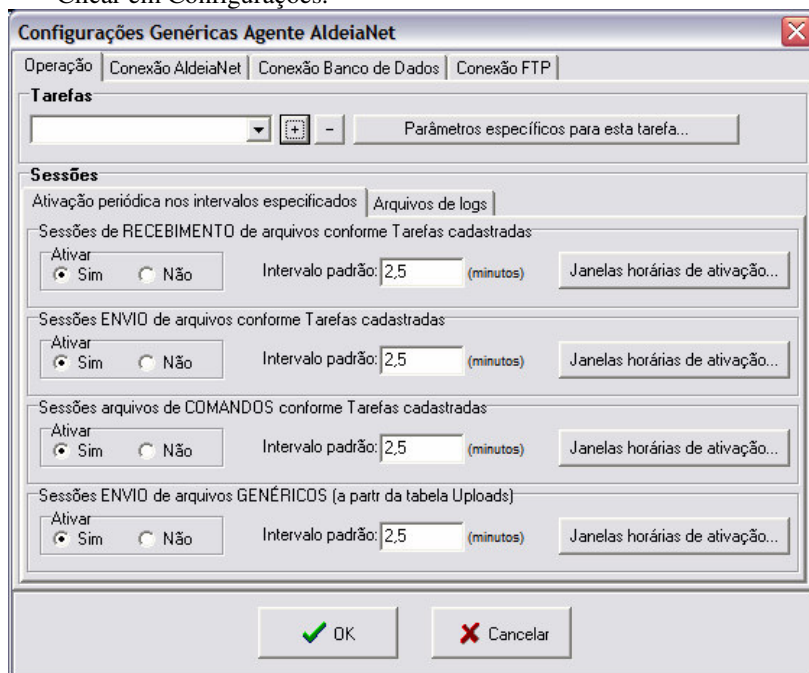 Clicar em Configurações.
Configurações Genéricas Agente AldeiaNet
Operação Conexão AldeiaNet Conexão Banco de Dados Conexão FTP
Tarefas
+ - Parâmetros específicos para esta tarefa...
Sessões
Ativação periódica nos intervalos especificados Arquivos de logs
Sessões de RECEBIMENTO de arquivos conforme Tarefas cadastradas
Ativar
Sim Não Intervalo padrão: 2,5 (minutos) Janelas horárias de ativação...
Sessões ENVIO de arquivos conforme Tarefas cadastradas
Ativar
Sim Não Intervalo padrão: 2,5 (minutos) Janelas horárias de ativação...
Sessões arquivos de COMANDOS conforme Tarefas cadastradas
Ativar
Sim Não Intervalo padrão: 2,5 (minutos) Janelas horárias de ativação...
Sessões ENVIO de arquivos GENÉRICOS (a partr da tabela Uploads)
Ativar
Sim Não Intervalo padrão: 2,5 (minutos) Janelas horárias de ativação...
OK Cancelar